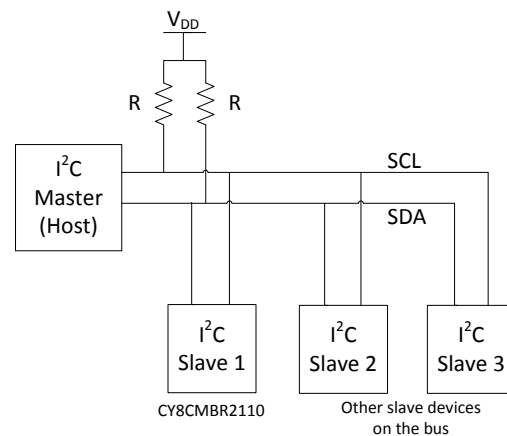 V_DD
R R
I²C
Master
(Host)
SCL
SDA
I²C
Slave 1
I²C
Slave 2
I²C
Slave 3
CY8CMBR2110
Other slave devices
on the bus